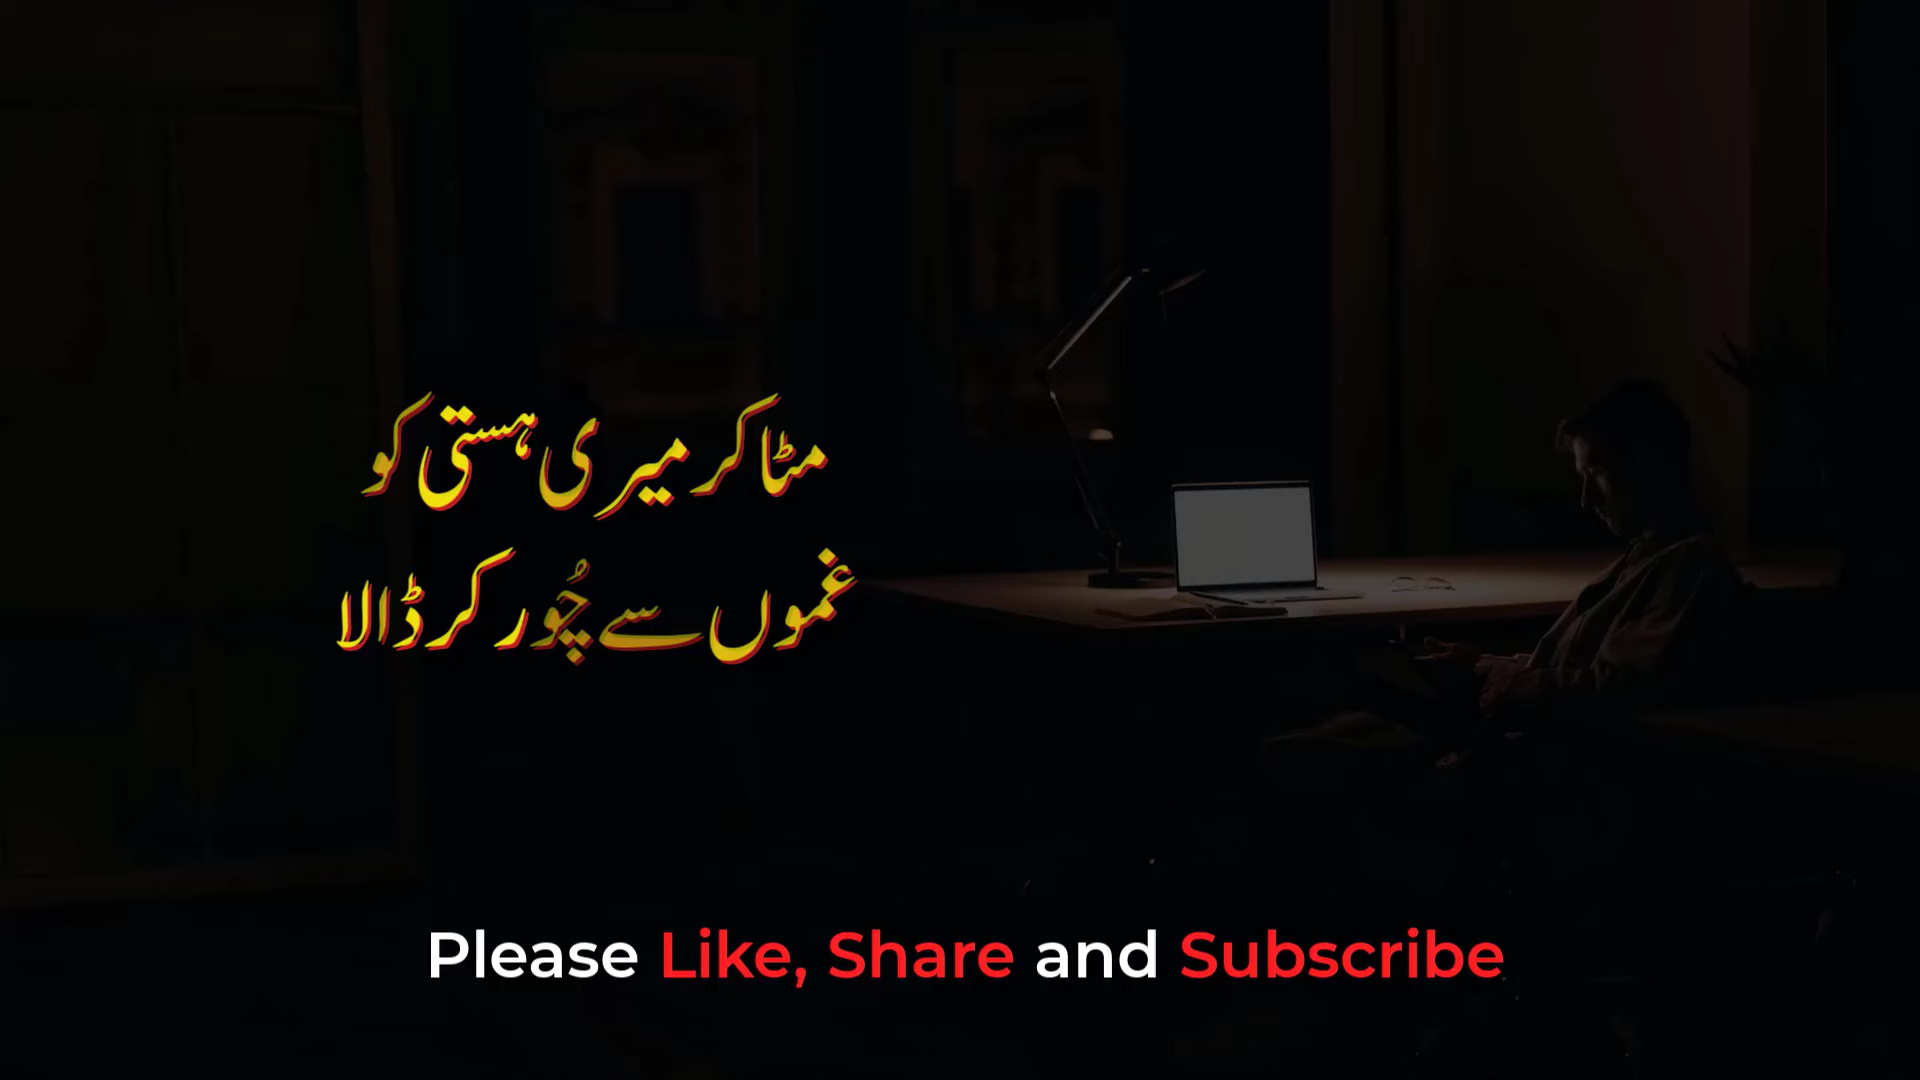 مٹا کر میری ہستی کو
غموں سے چُور کر ڈالا
Please Like, Share and Subscribe